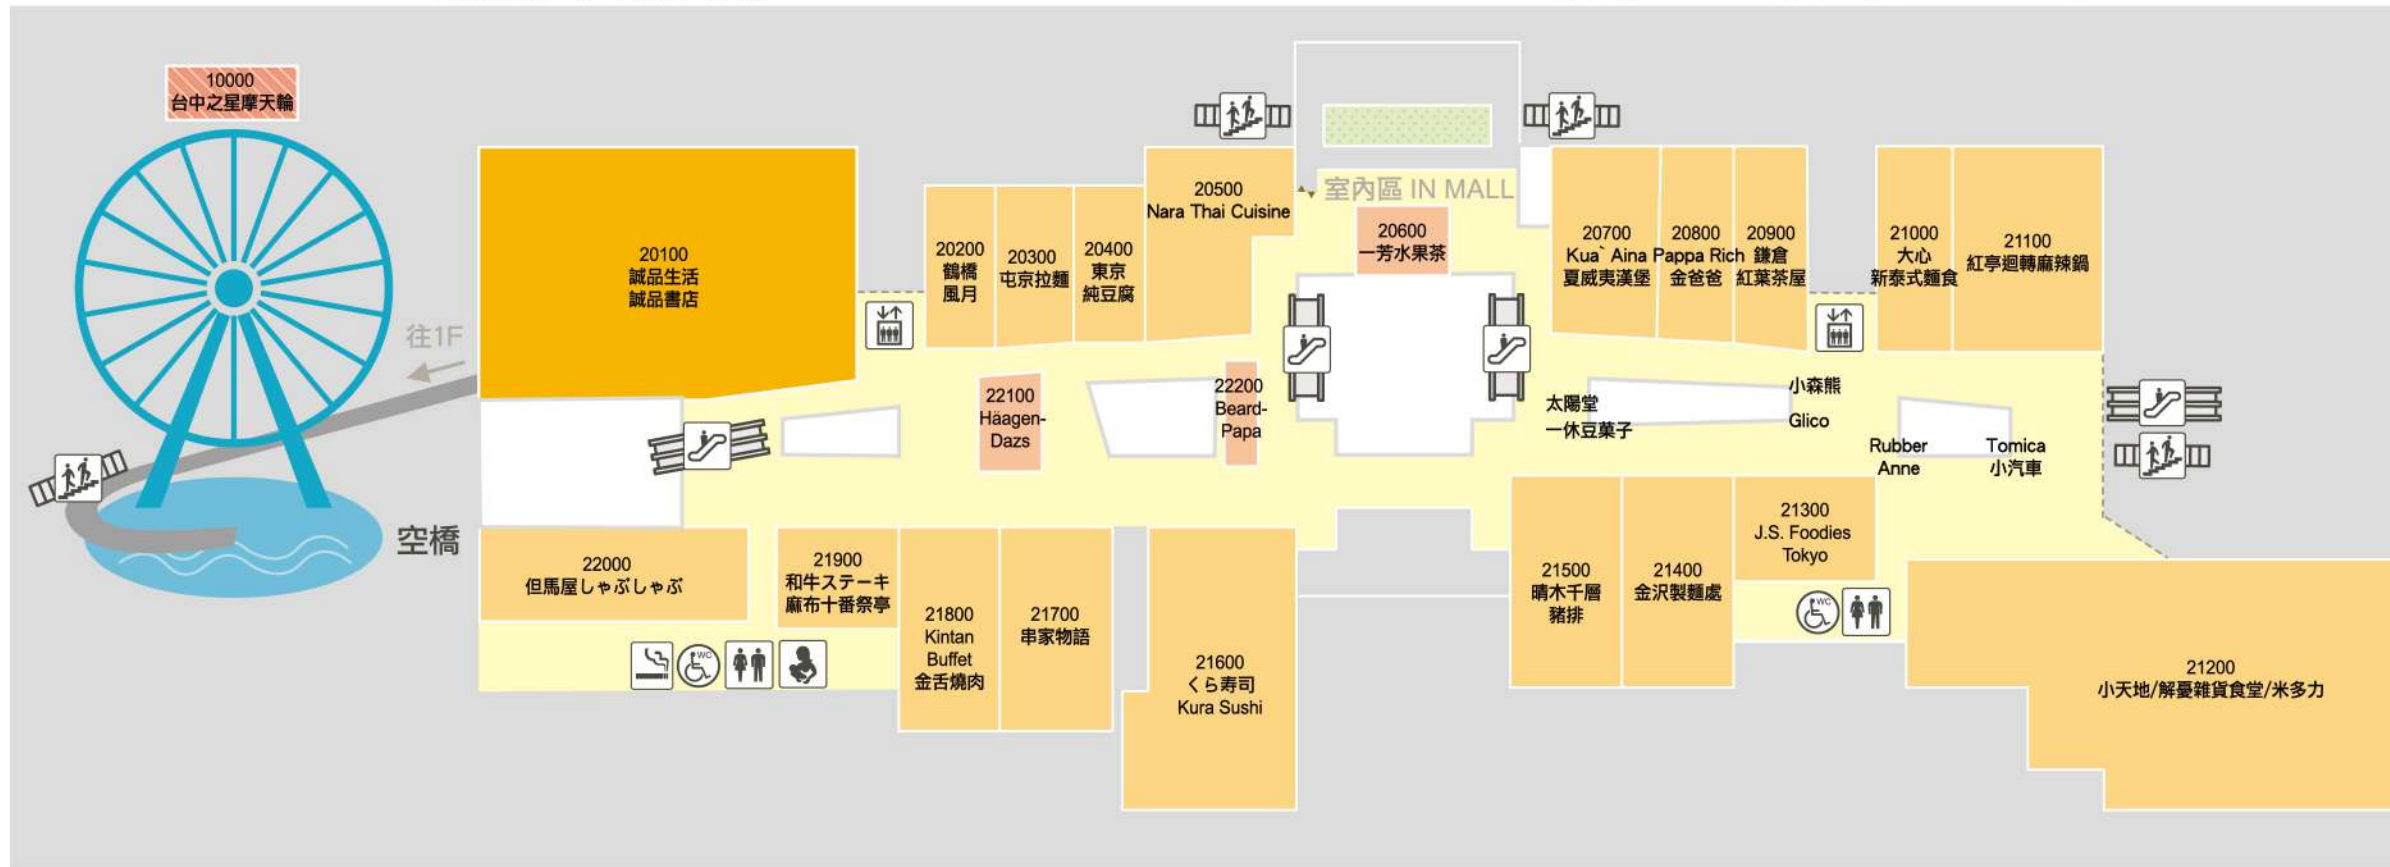 10000
台中之星摩天輪
往1F
空橋
20100
誠品生活
誠品書店
20200
鶴橋
風月
20300
屯京拉麵
20400
東京
純豆腐
20500
Nara Thai Cuisine
室內區 IN MALL
20600
一芳水果茶
20700
Kua`Aina
夏威夷漢堡
20800
Pappa Rich
金爸爸
20900
鎌倉
紅葉茶屋
21000
大心
新泰式麵食
21100
紅亭迴轉麻辣鍋
22100
Häagen-
Dazs
22200
Beard-
Papa
太陽堂
一休豆菓子
小森熊
Glico
Rubber
Anne
Tomica
小汽車
22000
但馬屋しゃぶしゃぶ
21900
和牛ステーキ
麻布十番祭亭
21800
Kintan
Buffet
金舌燒肉
21700
串家物語
21600
くら寿司
Kura Sushi
21500
晴木千層
豬排
21400
金沢製麵處
21300
J.S. Foodies
Tokyo
21200
小天地/解憂雜貨食堂/米多力
WC
WC